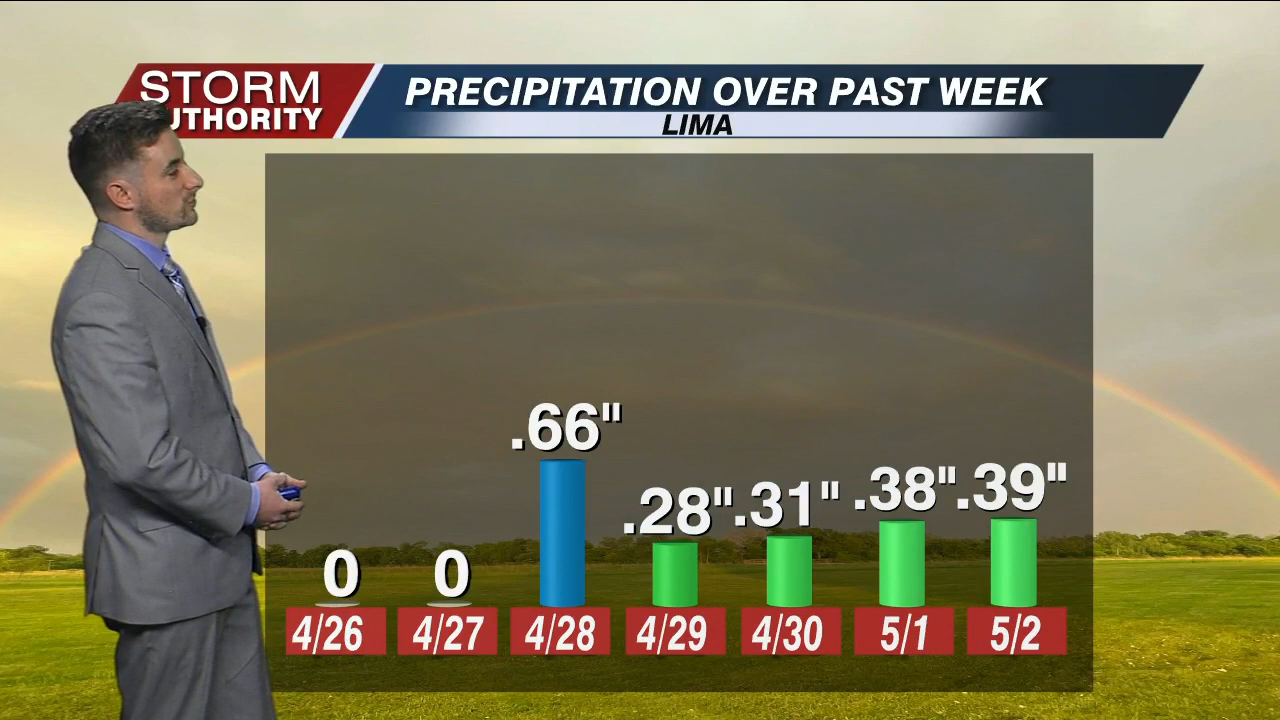 STORM
UTHORITY
PRECIPITATION OVER PAST WEEK
LIMA
0 0 .66" .28" .31" .38" .39"
4/26 4/27 4/28 4/29 4/30 5/1 5/2